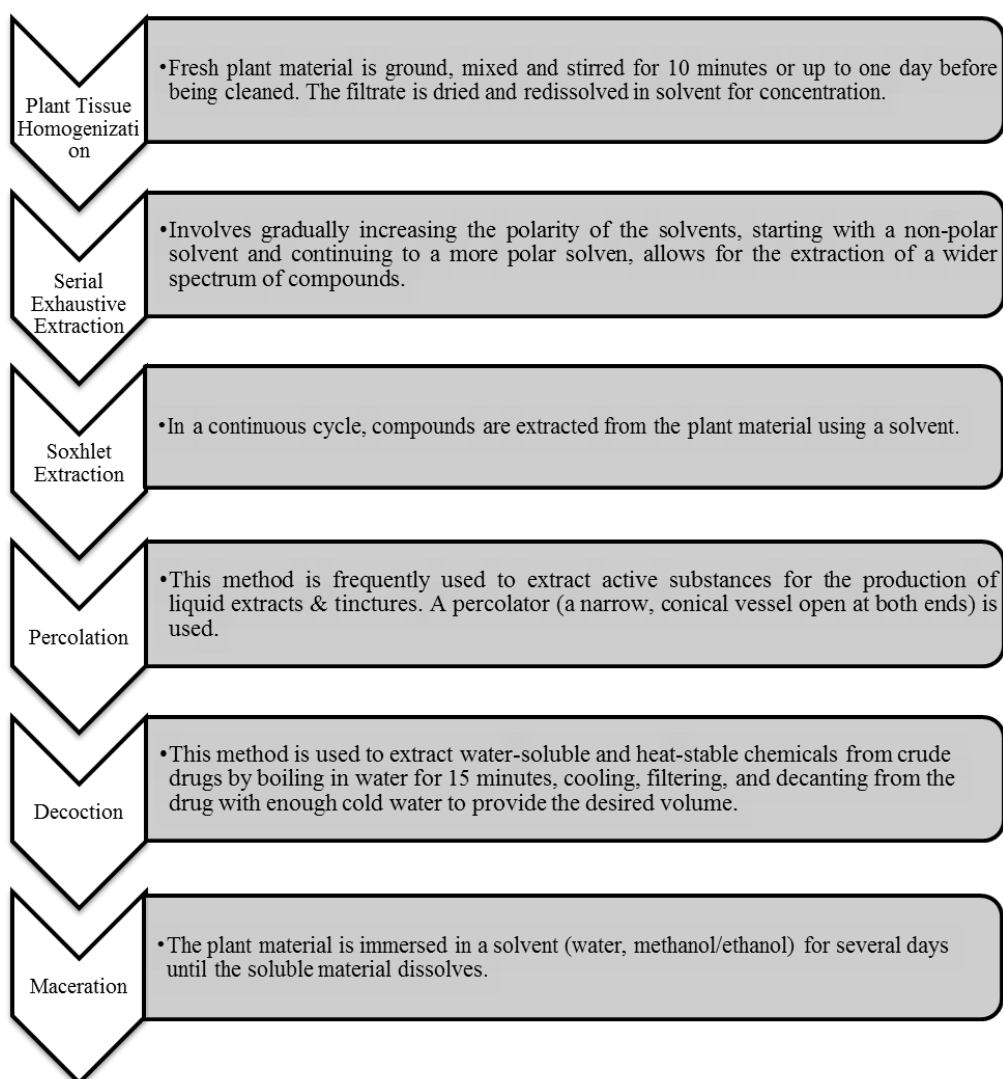 Plant Tissue
Homogenizati
on
•Fresh plant material is ground, mixed and stirred for 10 minutes or up to one day before
being cleaned. The filtrate is dried and redissolved in solvent for concentration.
Serial
Exhaustive
Extraction
•Involves gradually increasing the polarity of the solvents, starting with a non-polar
solvent and continuing to a more polar solven, allows for the extraction of a wider
spectrum of compounds.
Soxhlet
Extraction
•In a continuous cycle, compounds are extracted from the plant material using a solvent.
Percolation
•This method is frequently used to extract active substances for the production of
liquid extracts & tinctures. A percolator (a narrow, conical vessel open at both ends) is
used.
Decoction
•This method is used to extract water-soluble and heat-stable chemicals from crude
drugs by boiling in water for 15 minutes, cooling, filtering, and decanting from the
drug with enough cold water to provide the desired volume.
Maceration
•The plant material is immersed in a solvent (water, methanol/ethanol) for several days
until the soluble material dissolves.